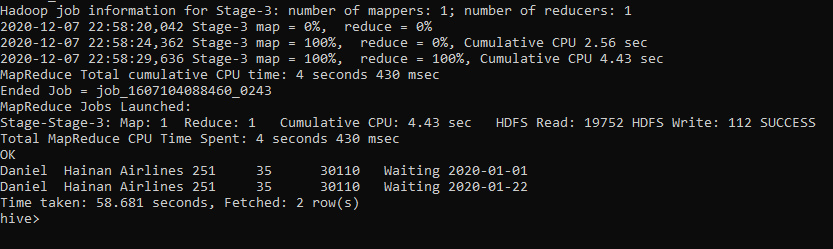 Hadoop job information for Stage-3: number of mappers: 1; number of reducers: 1
2020-12-07 22:58:20,042 Stage-3 map = 0%,  reduce = 0%
2020-12-07 22:58:24,362 Stage-3 map = 100%,  reduce = 0%, Cumulative CPU 2.56 sec
2020-12-07 22:58:29,636 Stage-3 map = 100%,  reduce = 100%, Cumulative CPU 4.43 sec
MapReduce Total cumulative CPU time: 4 seconds 430 msec
Ended Job = job_1607104088460_0243
MapReduce Jobs Launched:
Stage-Stage-3: Map: 1  Reduce: 1   Cumulative CPU: 4.43 sec   HDFS Read: 19752 HDFS Write: 112 SUCCESS
Total MapReduce CPU Time Spent: 4 seconds 430 msec
OK
Daniel  Hainan Airlines 251     35      30110   Waiting 2020-01-01
Daniel  Hainan Airlines 251     35      30110   Waiting 2020-01-22
Time taken: 58.681 seconds, Fetched: 2 row(s)
hive>